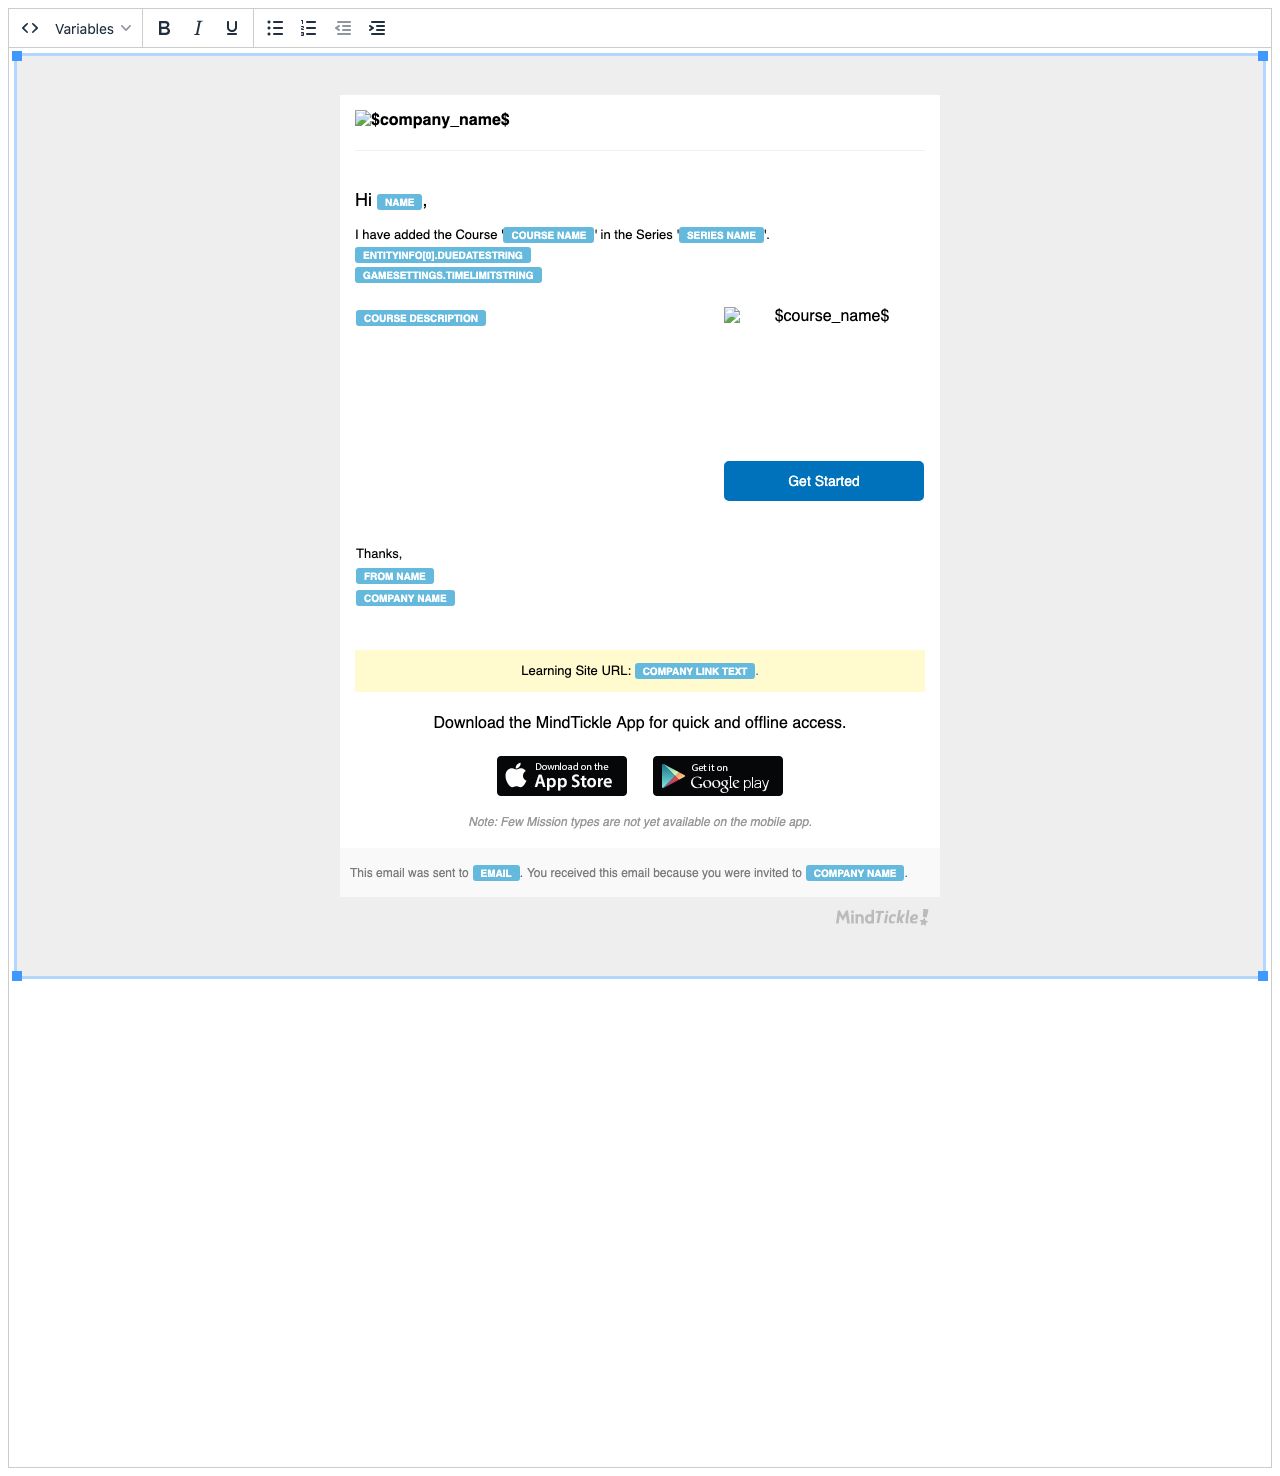 Variables B I U
$company_name$
Hi NAME,
I have added the Course 'COURSE NAME' in the Series 'SERIES NAME'.
ENTITYINFO[0].DUEDATESTRING
GAMESETTINGS.TIMELIMITSTRING
COURSE DESCRIPTION $course_name$
Get Started
Thanks,
FROM NAME
COMPANY NAME
Learning Site URL: COMPANY LINK TEXT.
Download the MindTickle App for quick and offline access.
Download on the App Store
Get it on Google play
Note: Few Mission types are not yet available on the mobile app.
This email was sent to EMAIL. You received this email because you were invited to COMPANY NAME.
MindTickle!